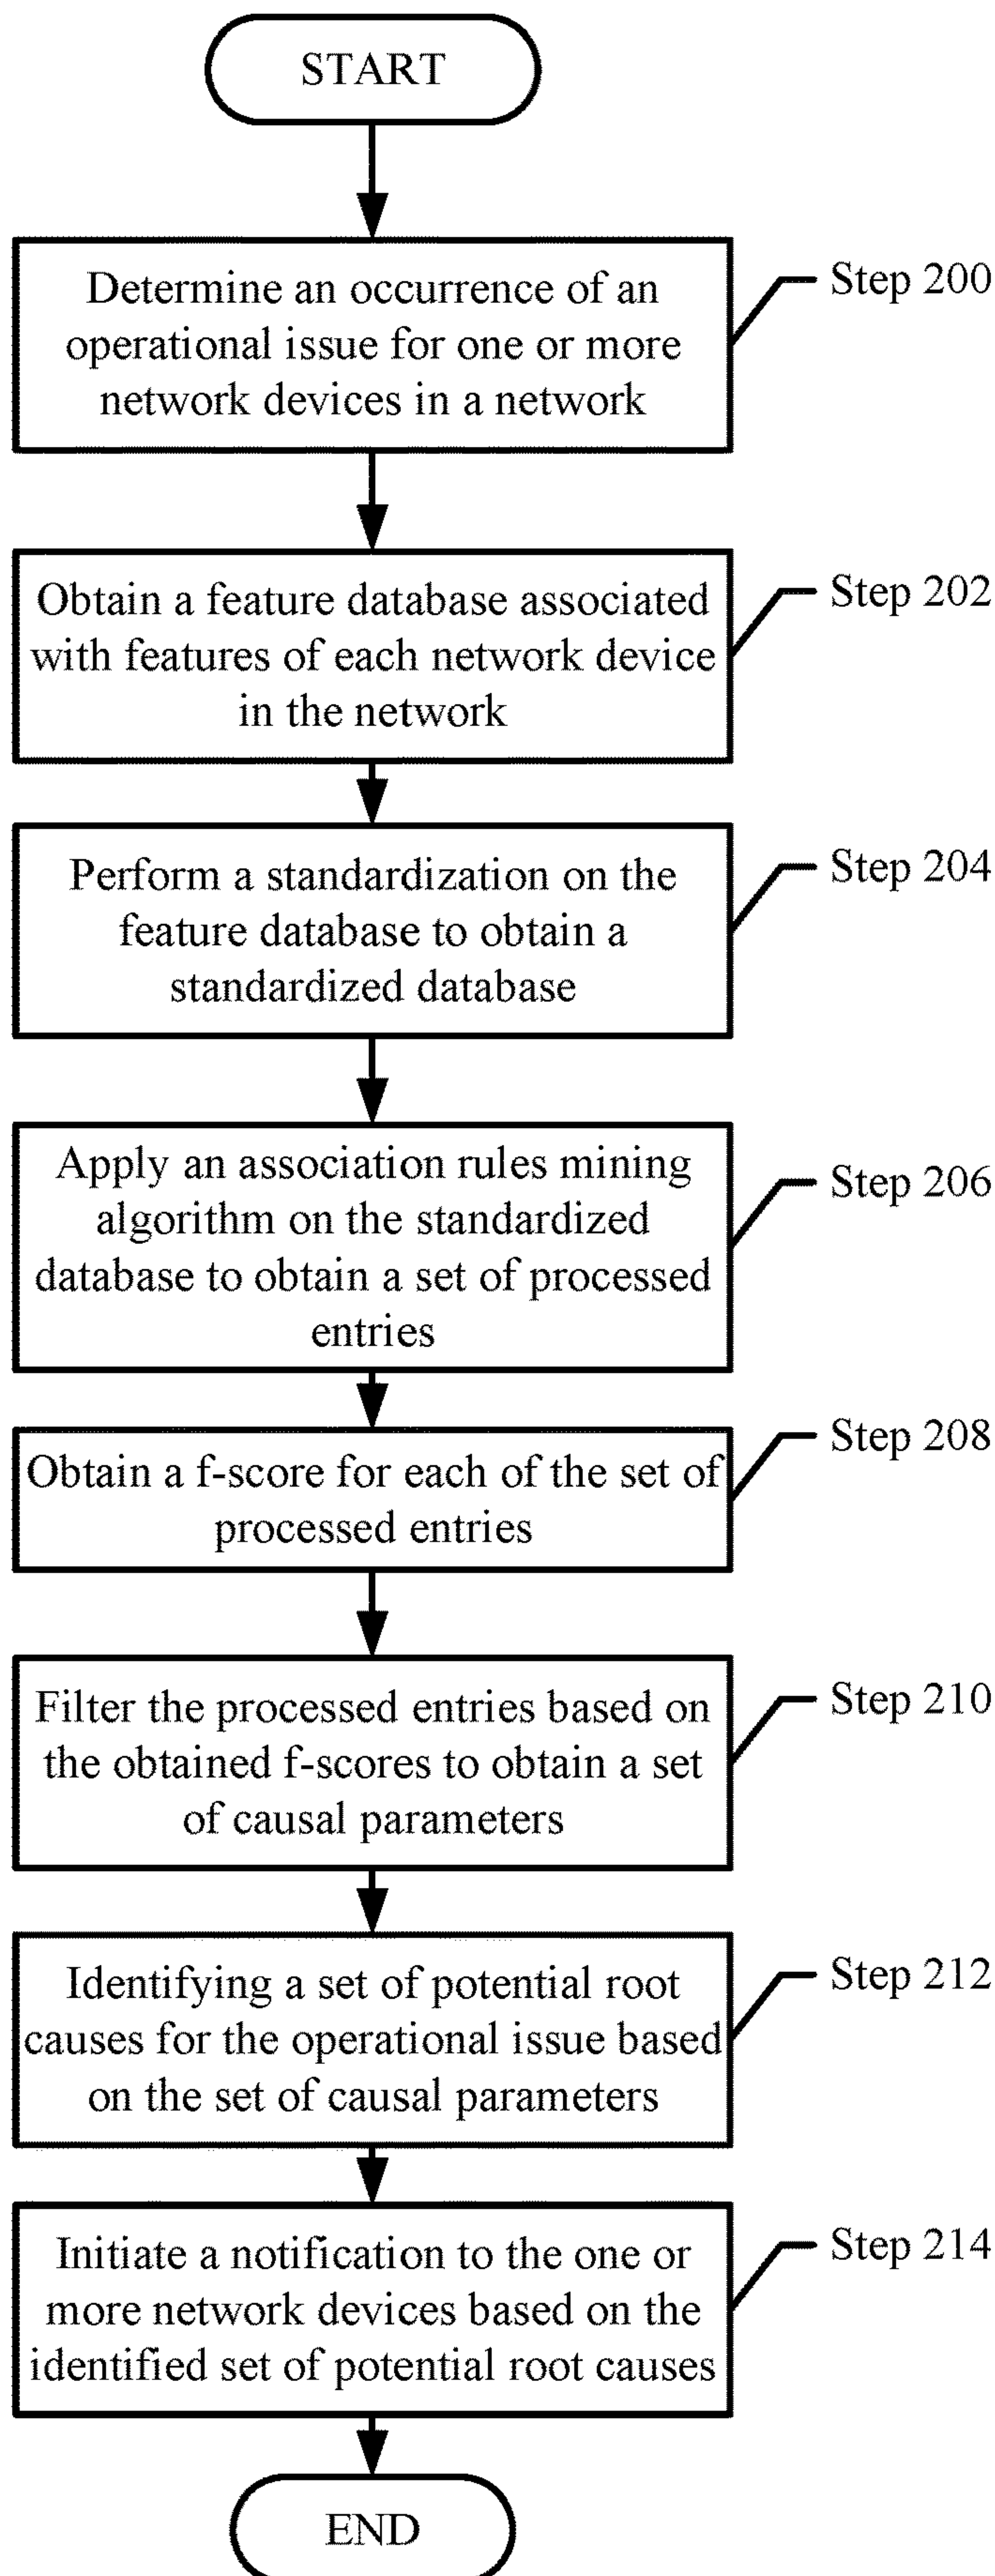 START
Determine an occurrence of an
operational issue for one or more
network devices in a network
Step 200
Obtain a feature database associated
with features of each network device
in the network
Step 202
Perform a standardization on the
feature database to obtain a
standardized database
Step 204
Apply an association rules mining
algorithm on the standardized
database to obtain a set of processed
entries
Step 206
Obtain a f-score for each of the set of
processed entries
Step 208
Filter the processed entries based on
the obtained f-scores to obtain a set
of causal parameters
Step 210
Identifying a set of potential root
causes for the operational issue based
on the set of causal parameters
Step 212
Initiate a notification to the one or
more network devices based on the
identified set of potential root causes
Step 214
END